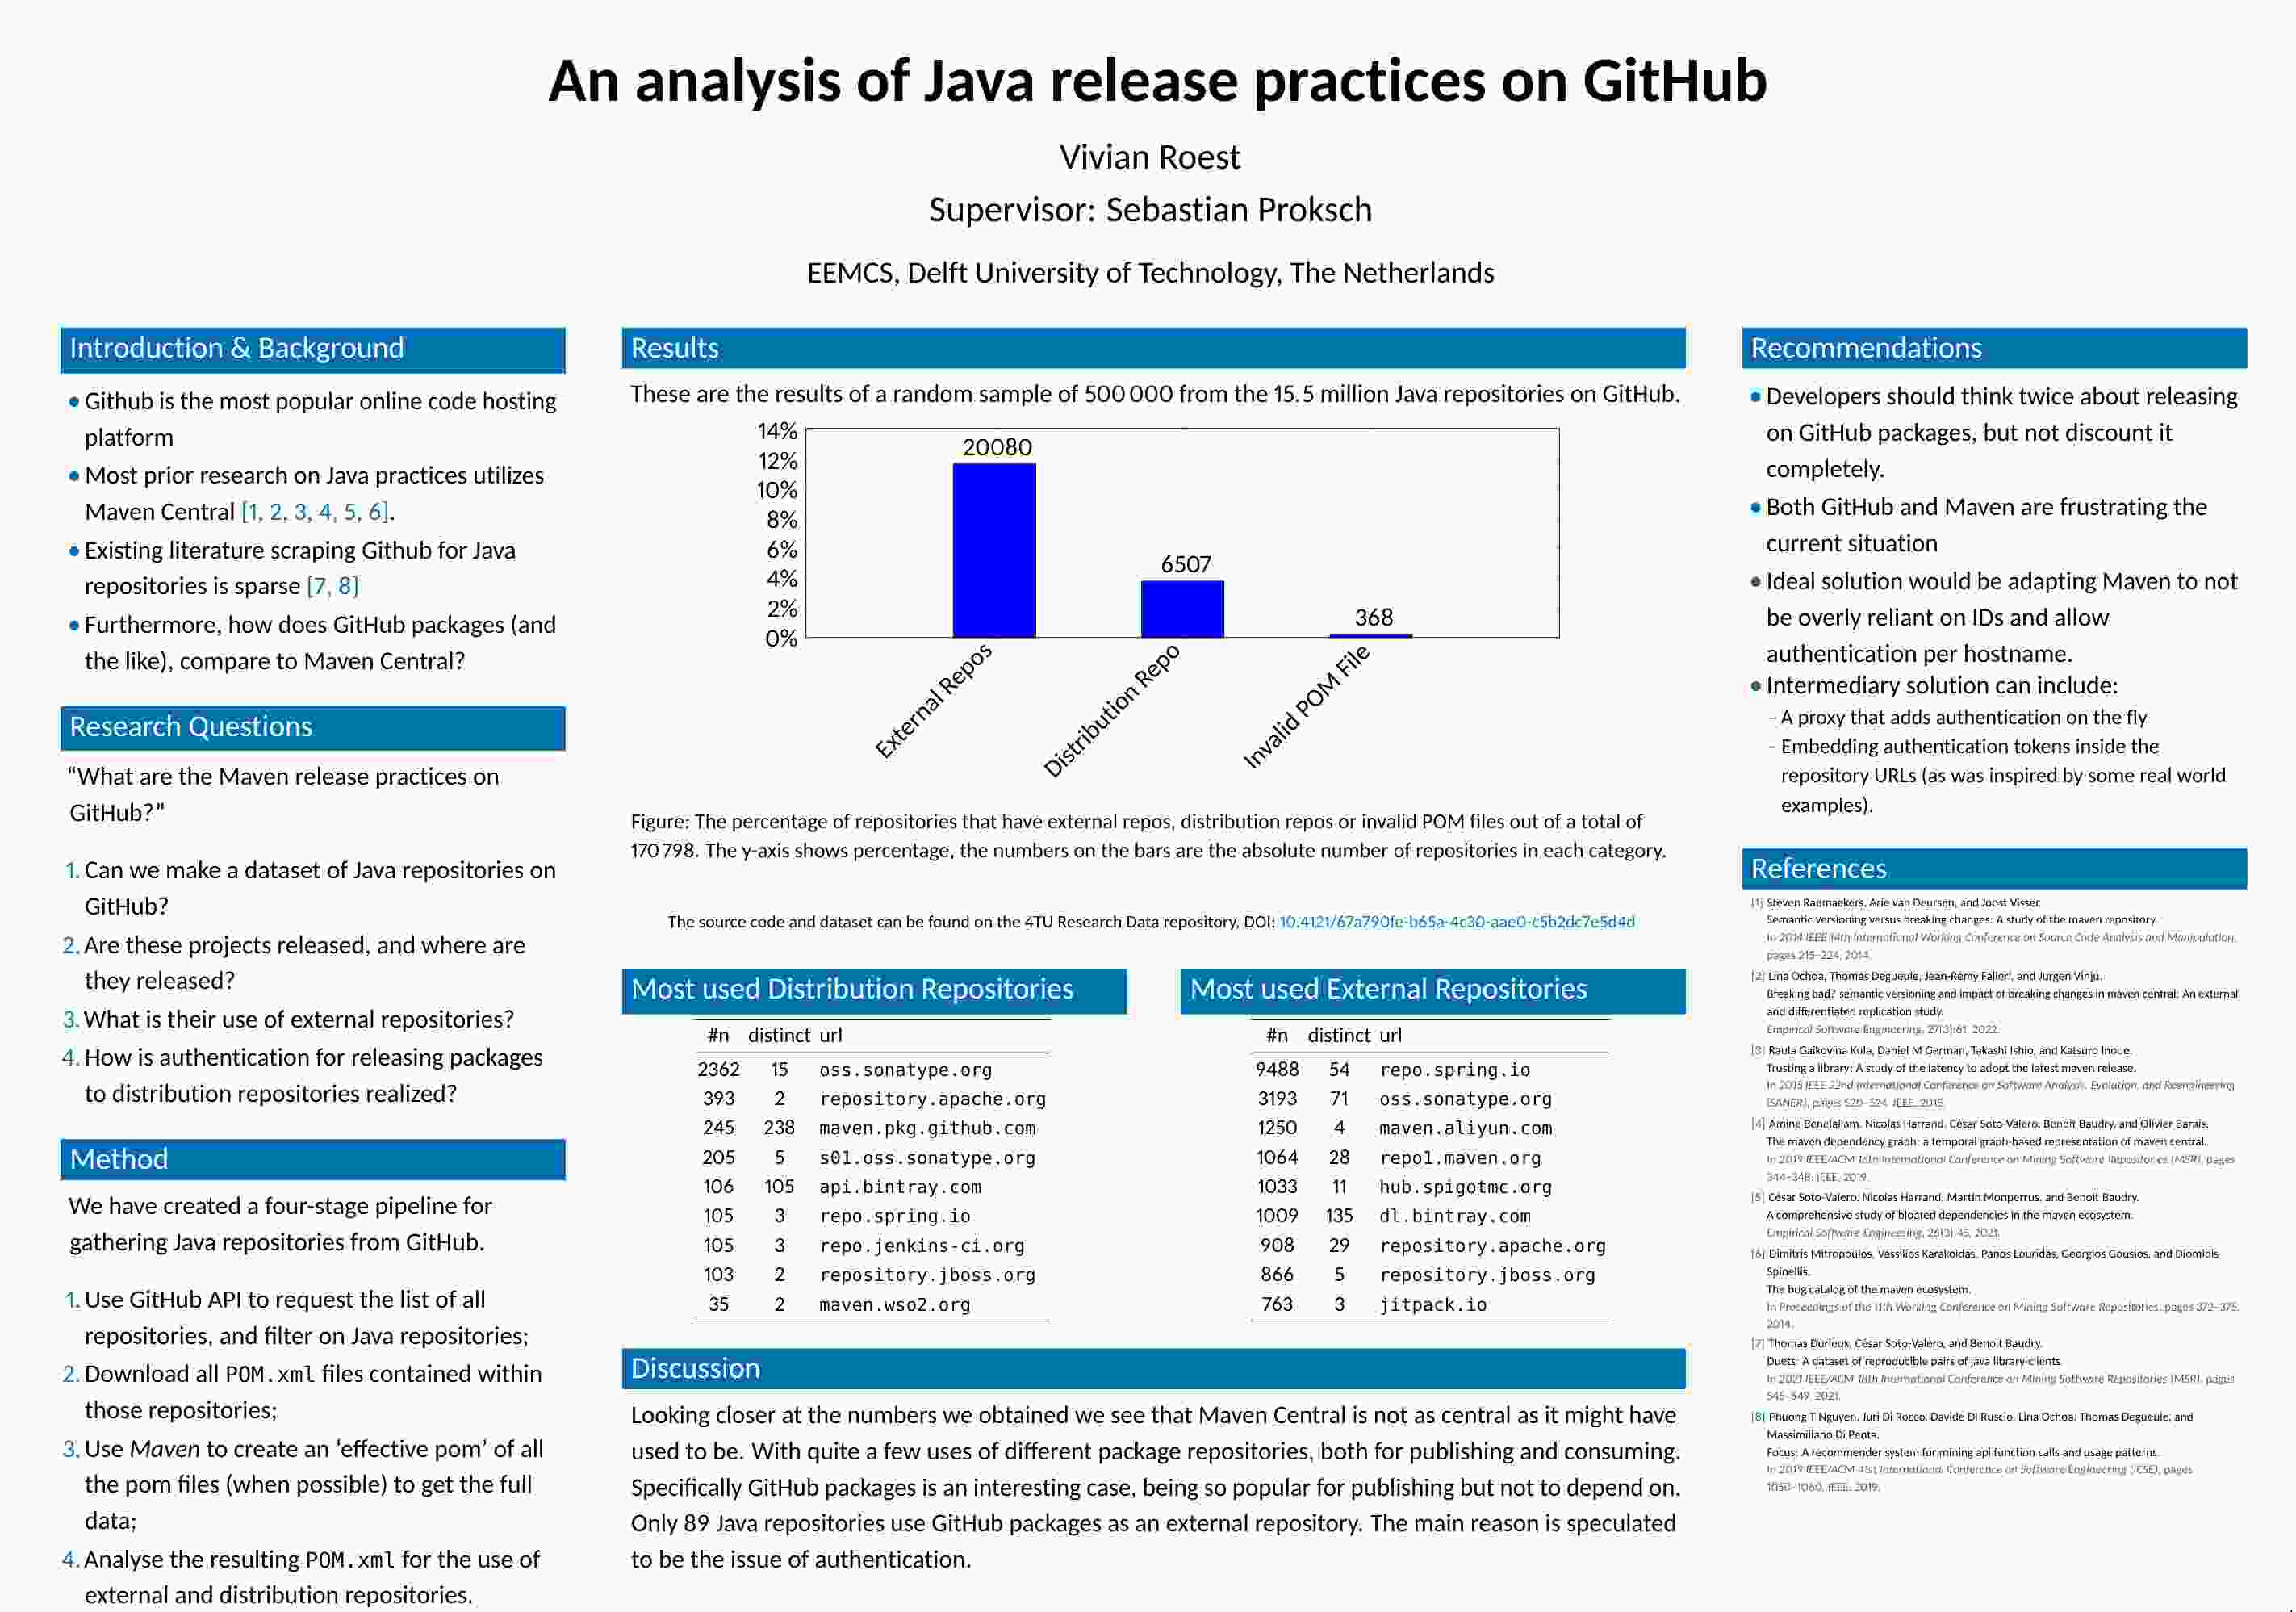 An analysis of Java release practices on GitHub
Vivian Roest
Supervisor: Sebastian Proksch
EEMCS, Delft University of Technology, The Netherlands
Introduction & Background
• Github is the most popular online code hosting
platform
• Most prior research on Java practices utilizes
Maven Central [1, 2, 3, 4, 5, 6].
• Existing literature scraping Github for Java
repositories is sparse [7, 8]
• Furthermore, how does GitHub packages (and
the like), compare to Maven Central?
Research Questions
“What are the Maven release practices on
GitHub?”
1. Can we make a dataset of Java repositories on
GitHub?
2. Are these projects released, and where are
they released?
3. What is their use of external repositories?
4. How is authentication for releasing packages
to distribution repositories realized?
Method
We have created a four-stage pipeline for
gathering Java repositories from GitHub.
1. Use GitHub API to request the list of all
repositories, and filter on Java repositories;
2. Download all POM.xml files contained within
those repositories;
3. Use Maven to create an ‘effective pom’ of all
the pom files (when possible) to get the full
data;
4. Analyse the resulting POM.xml for the use of
external and distribution repositories.
Results
These are the results of a random sample of 500 000 from the 15.5 million Java repositories on GitHub.
14%
12%
10%
8%
6%
4%
2%
0%
20080
6507
368
External Repos
Distribution Repo
Invalid POM File
Figure: The percentage of repositories that have external repos, distribution repos or invalid POM files out of a total of
170 798. The y-axis shows percentage, the numbers on the bars are the absolute number of repositories in each category.
The source code and dataset can be found on the 4TU Research Data repository, DOI: 10.4121/67a790fe-b65a-4c30-aae0-c5b2dc7e5d4d
Most used Distribution Repositories
#n distinct url
2362 15 oss.sonatype.org
393 2 repository.apache.org
245 238 maven.pkg.github.com
205 5 s01.oss.sonatype.org
106 105 api.bintray.com
105 3 repo.spring.io
105 3 repo.jenkins-ci.org
103 2 repository.jboss.org
35 2 maven.wso2.org
Most used External Repositories
#n distinct url
9488 54 repo.spring.io
3193 71 oss.sonatype.org
1250 4 maven.aliyun.com
1064 28 repo1.maven.org
1033 11 hub.spigotmc.org
1009 135 dl.bintray.com
908 29 repository.apache.org
866 5 repository.jboss.org
763 3 jitpack.io
Discussion
Looking closer at the numbers we obtained we see that Maven Central is not as central as it might have
used to be. With quite a few uses of different package repositories, both for publishing and consuming.
Specifically GitHub packages is an interesting case, being so popular for publishing but not to depend on.
Only 89 Java repositories use GitHub packages as an external repository. The main reason is speculated
to be the issue of authentication.
Recommendations
• Developers should think twice about releasing
on GitHub packages, but not discount it
completely.
• Both GitHub and Maven are frustrating the
current situation
• Ideal solution would be adapting Maven to not
be overly reliant on IDs and allow
authentication per hostname.
• Intermediary solution can include:
– A proxy that adds authentication on the fly
– Embedding authentication tokens inside the
repository URLs (as was inspired by some real world
examples).
References
[1] Steven Raemaekers, Arie van Deursen, and Joost Visser.
Semantic versioning versus breaking changes: A study of the maven repository.
In 2014 IEEE 14th International Working Conference on Source Code Analysis and Manipulation,
pages 215–224, 2014.
[2] Lina Ochoa, Thomas Degueule, Jean-Rémy Falleri, and Jurgen Vinju.
Breaking bad? semantic versioning and impact of breaking changes in maven central: An external
and differentiated replication study.
Empirical Software Engineering, 27(3):61, 2022.
[3] Raula Gaikovina Kula, Daniel M German, Takashi Ishio, and Katsuro Inoue.
Trusting a library: A study of the latency to adopt the latest maven release.
In 2015 IEEE 22nd International Conference on Software Analysis, Evolution, and Reengineering
(SANER), pages 520–524. IEEE, 2015.
[4] Amine Benelallam, Nicolas Harrand, César Soto-Valero, Benoit Baudry, and Olivier Barais.
The maven dependency graph: a temporal graph-based representation of maven central.
In 2019 IEEE/ACM 16th International Conference on Mining Software Repositories (MSR), pages
344–348. IEEE, 2019.
[5] César Soto-Valero, Nicolas Harrand, Martin Monperrus, and Benoit Baudry.
A comprehensive study of bloated dependencies in the maven ecosystem.
Empirical Software Engineering, 26(3):45, 2021.
[6] Dimitris Mitropoulos, Vassilios Karakoidas, Panos Louridas, Georgios Gousios, and Diomidis
Spinellis.
The bug catalog of the maven ecosystem.
In Proceedings of the 11th Working Conference on Mining Software Repositories, pages 372–375,
2014.
[7] Thomas Durieux, César Soto-Valero, and Benoit Baudry.
Duets: A dataset of reproducible pairs of java library-clients.
In 2021 IEEE/ACM 18th International Conference on Mining Software Repositories (MSR), pages
545–549, 2021.
[8] Phuong T Nguyen, Juri Di Rocco, Davide Di Ruscio, Lina Ochoa, Thomas Degueule, and
Massimiliano Di Penta.
Focus: A recommender system for mining api function calls and usage patterns.
In 2019 IEEE/ACM 41st International Conference on Software Engineering (ICSE), pages
1050–1060. IEEE, 2019.